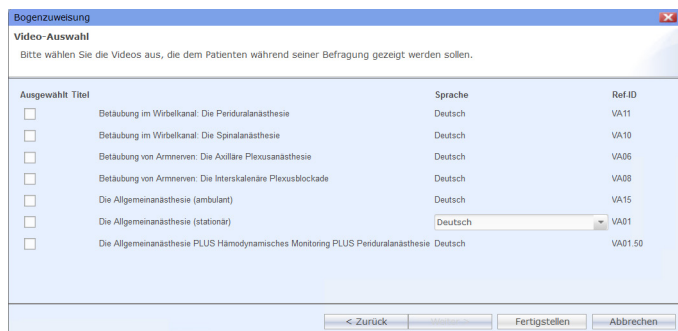 Bogenzuweisung
Video-Auswahl
Bitte wählen Sie die Videos aus, die dem Patienten während seiner Befragung gezeigt werden sollen.
Ausgewählt Titel Sprache Ref-ID
Betäubung im Wirbelkanal: Die Periduralanästhesie Deutsch VA11
Betäubung im Wirbelkanal: Die Spinalanästhesie Deutsch VA10
Betäubung von Armnerven: Die Axilläre Plexusanästhesie Deutsch VA06
Betäubung von Armnerven: Die Interskalenäre Plexusblockade Deutsch VA08
Die Allgemeinanästhesie (ambulant) Deutsch VA15
Die Allgemeinanästhesie (stationär) Deutsch VA01
Die Allgemeinanästhesie PLUS Hämodynamisches Monitoring PLUS Periduralanästhesie Deutsch VA01.50
< Zurück Fertigstellen Abbrechen